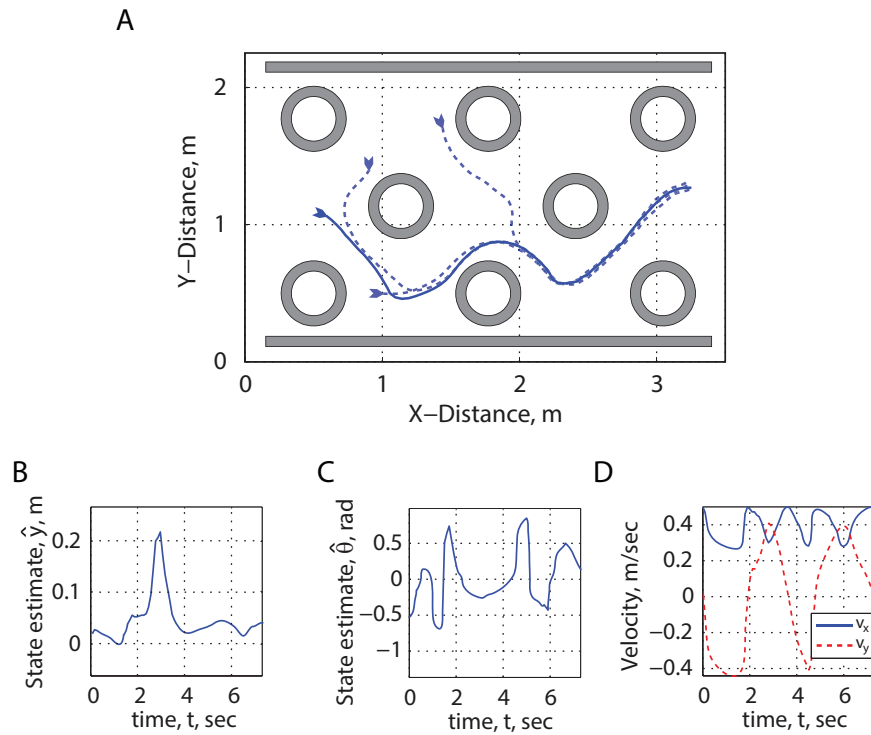 A
Y−Distance, m
2
1
0
0
1
2
3
X−Distance, m
B
State estimate, ŷ, m
0.2
0.1
0
0
2
4
6
time, t, sec
C
State estimate, θ̂, rad
0.5
0
−0.5
−1
0
2
4
6
time, t, sec
D
Velocity, m/sec
0.4
0.2
0
−0.2
−0.4
0
2
4
6
v_x
v_y
time, t, sec